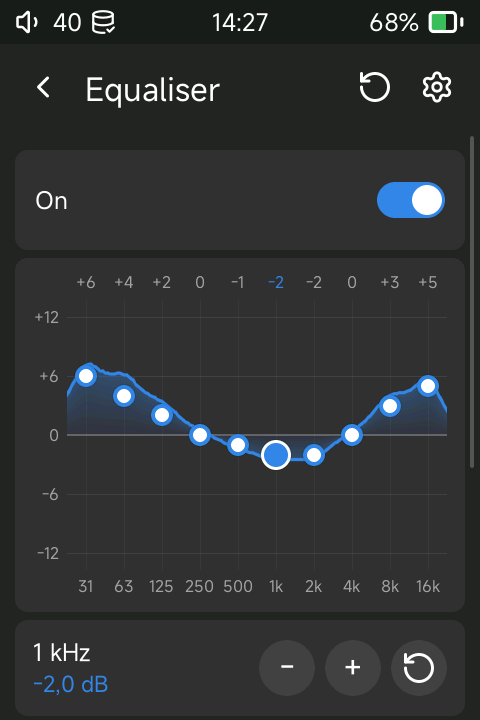 40 14:27 68%
Equaliser
On
+6 +4 +2 0 -1 -2 -2 0 +3 +5
+12
+6
0
-6
-12
31 63 125 250 500 1k 2k 4k 8k 16k
1 kHz
-2,0 dB
- +